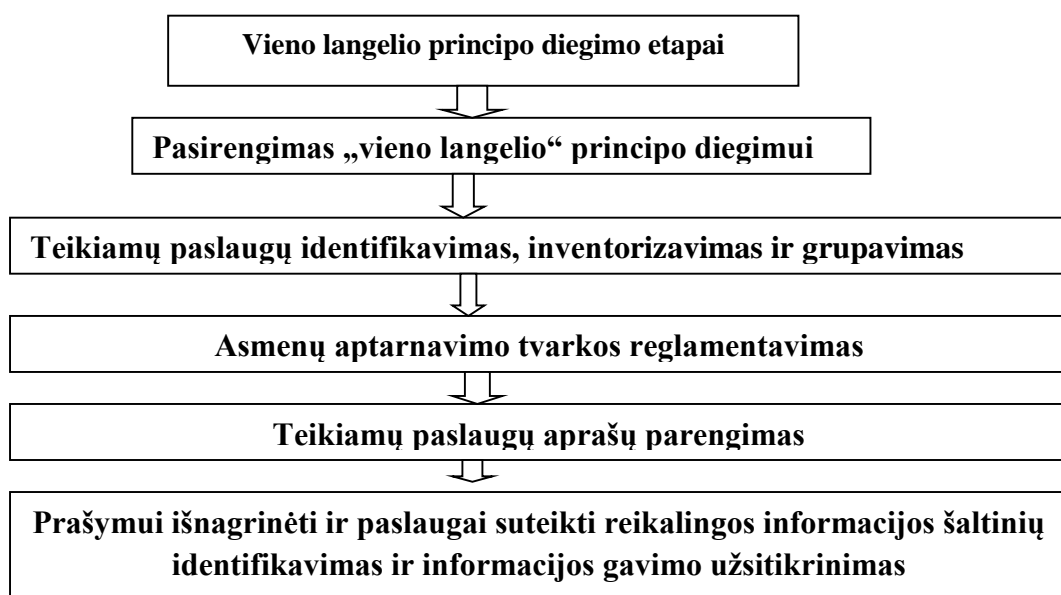 Vieno langelio principo diegimo etapai
Pasirengimas „vieno langelio“ principo diegimui
Teikiamų paslaugų identifikavimas, inventorizavimas ir grupavimas
Asmenų aptarnavimo tvarkos reglamentavimas
Teikiamų paslaugų aprašų parengimas
Prašymui išnagrinėti ir paslaugai suteikti reikalingos informacijos šaltinių
identifikavimas ir informacijos gavimo užsitikrinimas